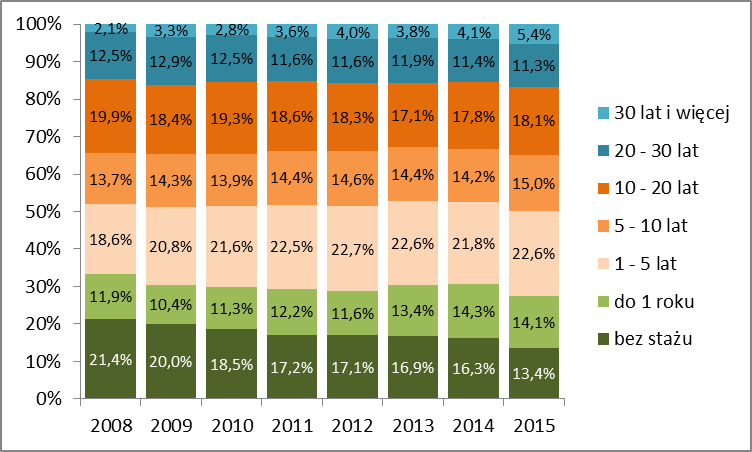 100%
90%
80%
70%
60%
50%
40%
30%
20%
10%
0%
2,1% 3,3% 2,8% 3,6% 4,0% 3,8% 4,1% 5,4%
12,5% 12,9% 12,5% 11,6% 11,6% 11,9% 11,4% 11,3%
19,9% 18,4% 19,3% 18,6% 18,3% 17,1% 17,8% 18,1%
13,7% 14,3% 13,9% 14,4% 14,6% 14,4% 14,2% 15,0%
18,6% 20,8% 21,6% 22,5% 22,7% 22,6% 21,8% 22,6%
11,9% 10,4% 11,3% 12,2% 11,6% 13,4% 14,3% 14,1%
21,4% 20,0% 18,5% 17,2% 17,1% 16,9% 16,3% 13,4%
2008 2009 2010 2011 2012 2013 2014 2015
30 lat i więcej
20 - 30 lat
10 - 20 lat
5 - 10 lat
1 - 5 lat
do 1 roku
bez stażu